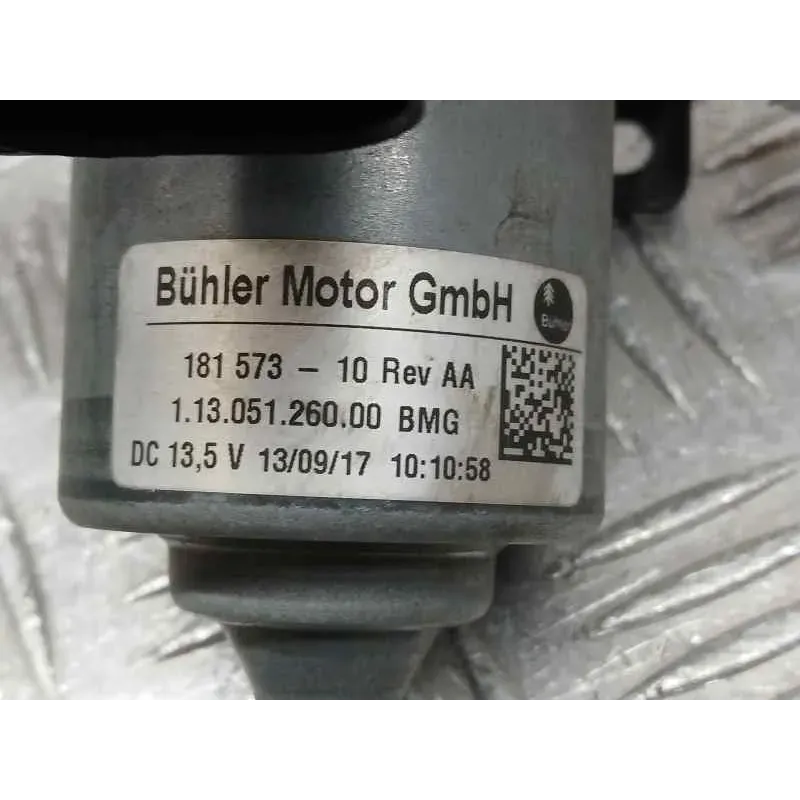 Bühler Motor GmbH
Bühler
181 573 – 10 Rev AA
1.13.051.260.00 BMG
DC 13,5 V 13/09/17 10:10:58